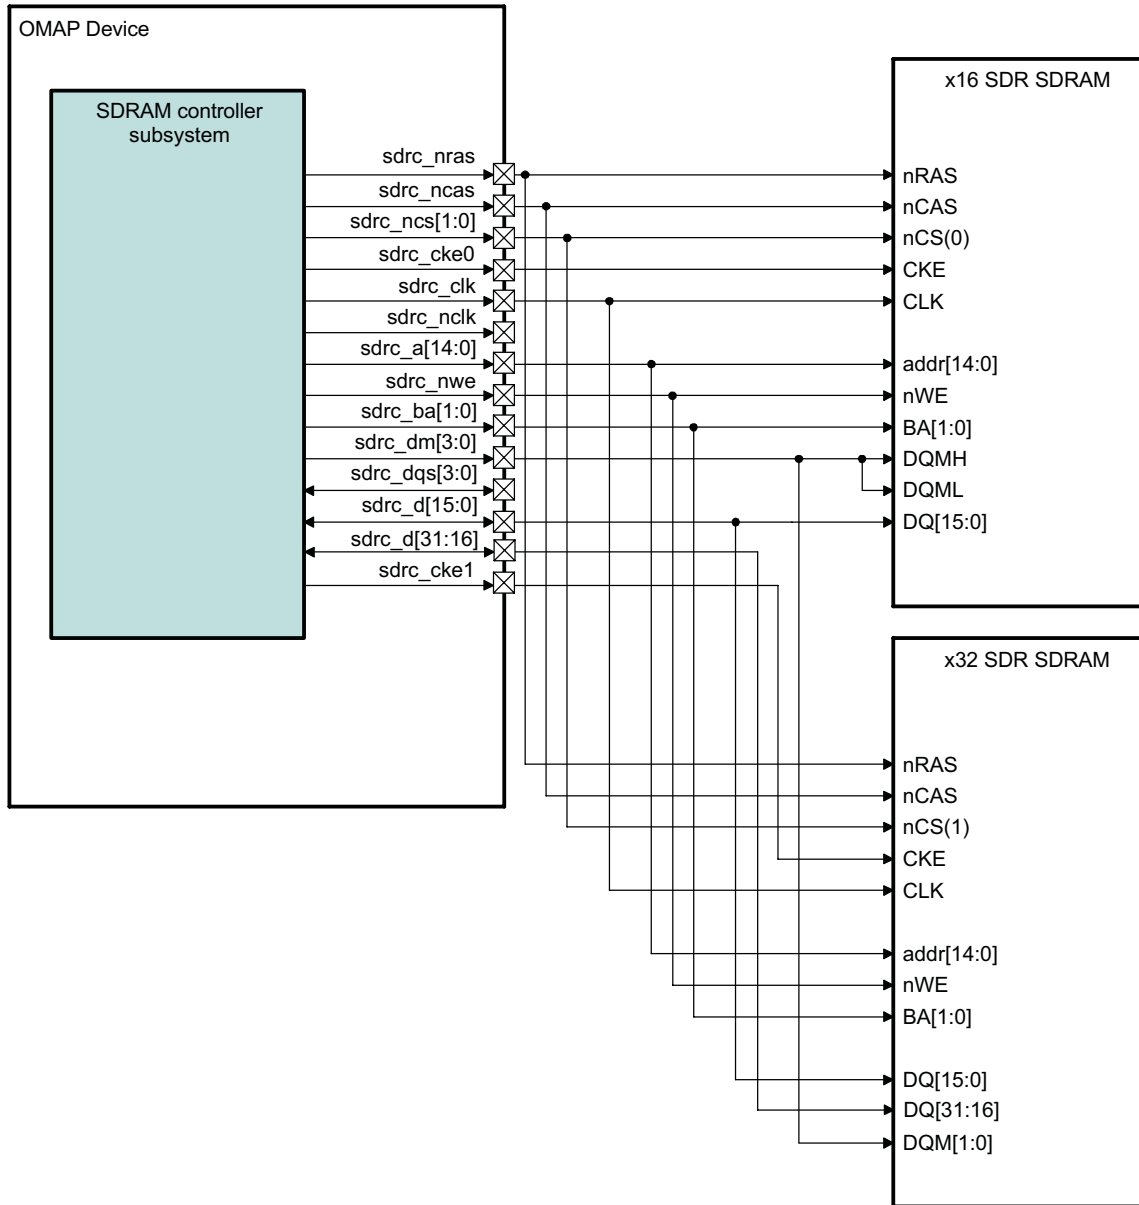 OMAP Device
SDRAM controller
subsystem
sdrc_nras
sdrc_ncas
sdrc_ncs[1:0]
sdrc_cke0
sdrc_clk
sdrc_nclk
sdrc_a[14:0]
sdrc_nwe
sdrc_ba[1:0]
sdrc_dm[3:0]
sdrc_dqs[3:0]
sdrc_d[15:0]
sdrc_d[31:16]
sdrc_cke1
x16 SDR SDRAM
nRAS
nCAS
nCS(0)
CKE
CLK
addr[14:0]
nWE
BA[1:0]
DQMH
DQML
DQ[15:0]
x32 SDR SDRAM
nRAS
nCAS
nCS(1)
CKE
CLK
addr[14:0]
nWE
BA[1:0]
DQ[15:0]
DQ[31:16]
DQM[1:0]